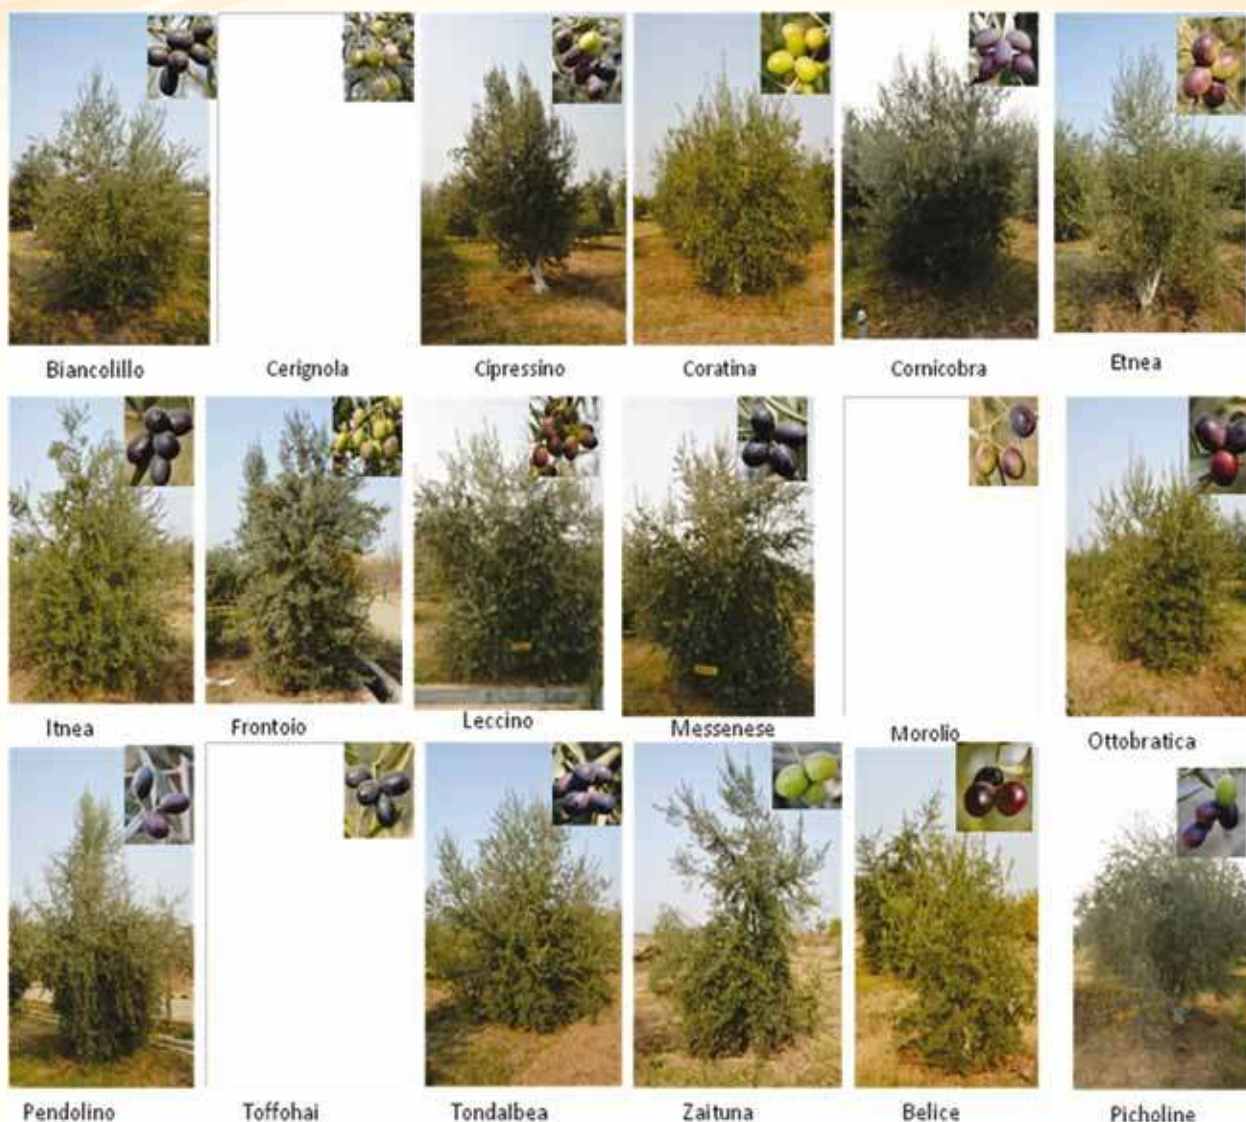 Biancolillo Cerignola Cipressino Coratina Cornicobra Etnea
Itnea Frontoio Leccino Messenese Morolio Ottobratica
Pendolino Toffohai Tondalbea Zaituna Belice Picholine